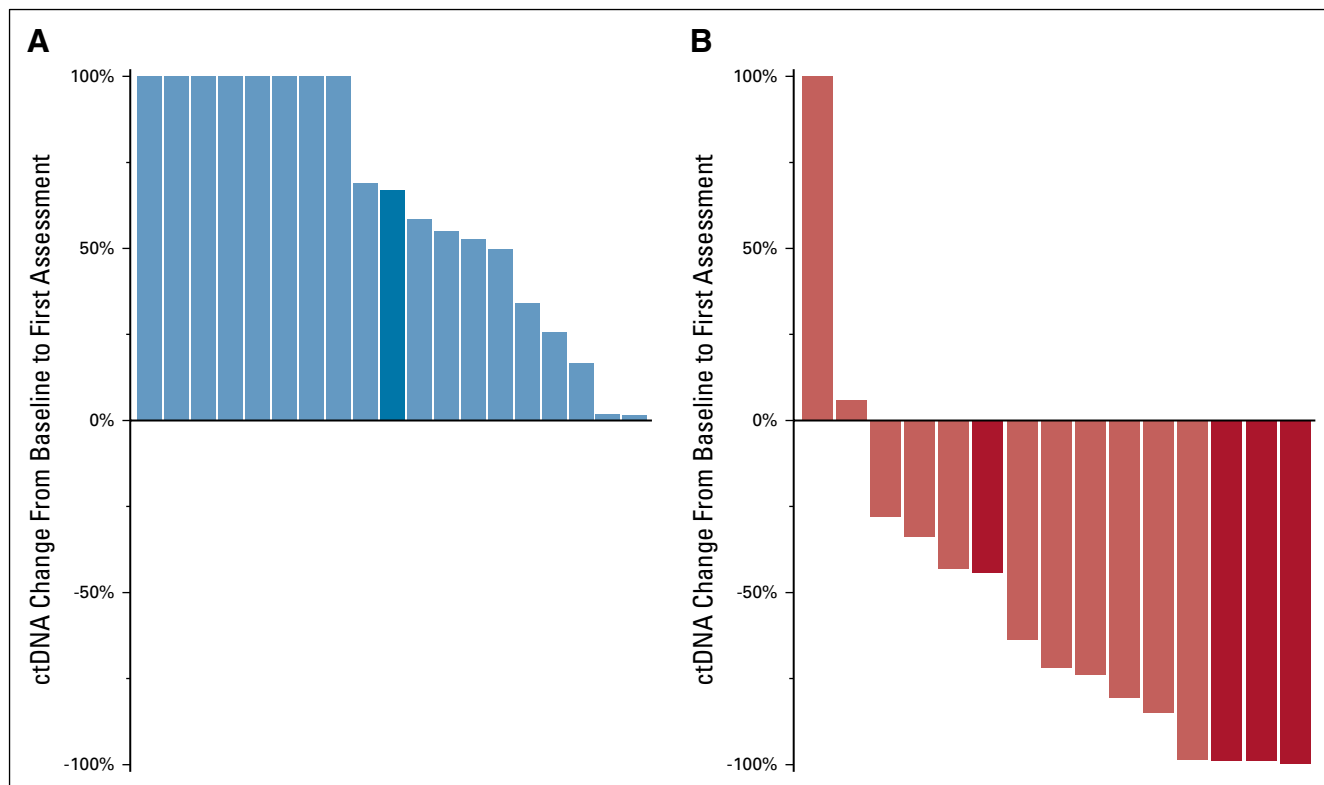 A
ctDNA Change From Baseline to First Assessment
100%
50%
0%
-50%
-100%
B
ctDNA Change From Baseline to First Assessment
100%
50%
0%
-50%
-100%